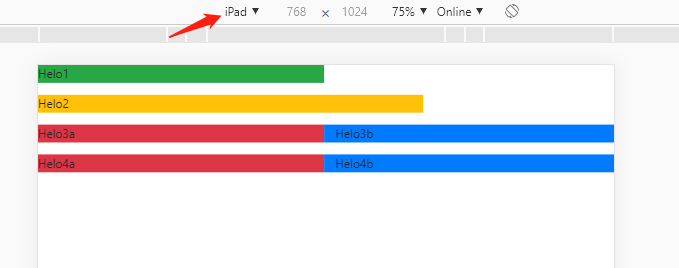 iPad ▼ 768 × 1024 75% ▼ Online ▼
Helo1
Helo2
Helo3a Helo3b
Helo4a Helo4b